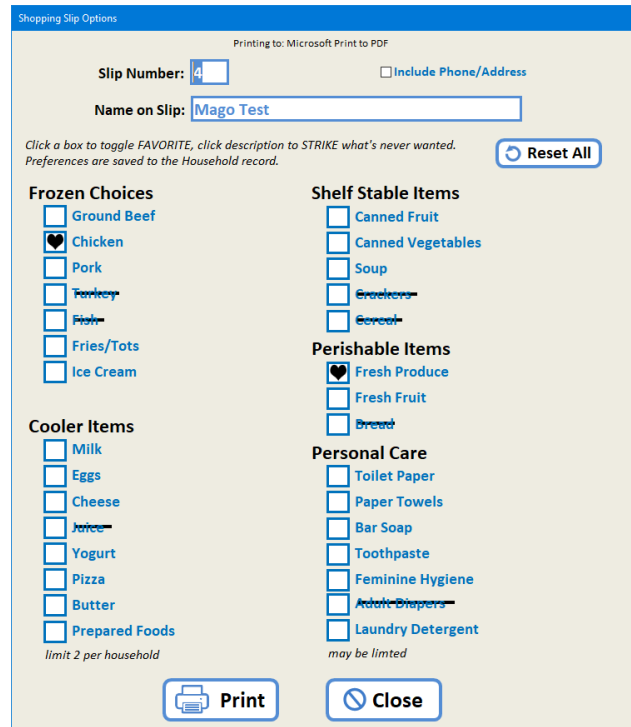 Shopping Slip Options
Printing to: Microsoft Print to PDF
Slip Number: 4
Include Phone/Address
Name on Slip: Mago Test
Click a box to toggle FAVORITE, click description to STRIKE what's never wanted.
Preferences are saved to the Household record.
Reset All
Frozen Choices
Ground Beef
Chicken
Pork
Turkey
Fish
Fries/Tots
Ice Cream
Cooler Items
Milk
Eggs
Cheese
Juice
Yogurt
Pizza
Butter
Prepared Foods
limit 2 per household
Shelf Stable Items
Canned Fruit
Canned Vegetables
Soup
Crackers
Cereal
Perishable Items
Fresh Produce
Fresh Fruit
Bread
Personal Care
Toilet Paper
Paper Towels
Bar Soap
Toothpaste
Feminine Hygiene
Adult Diapers
Laundry Detergent
may be limted
Print
Close